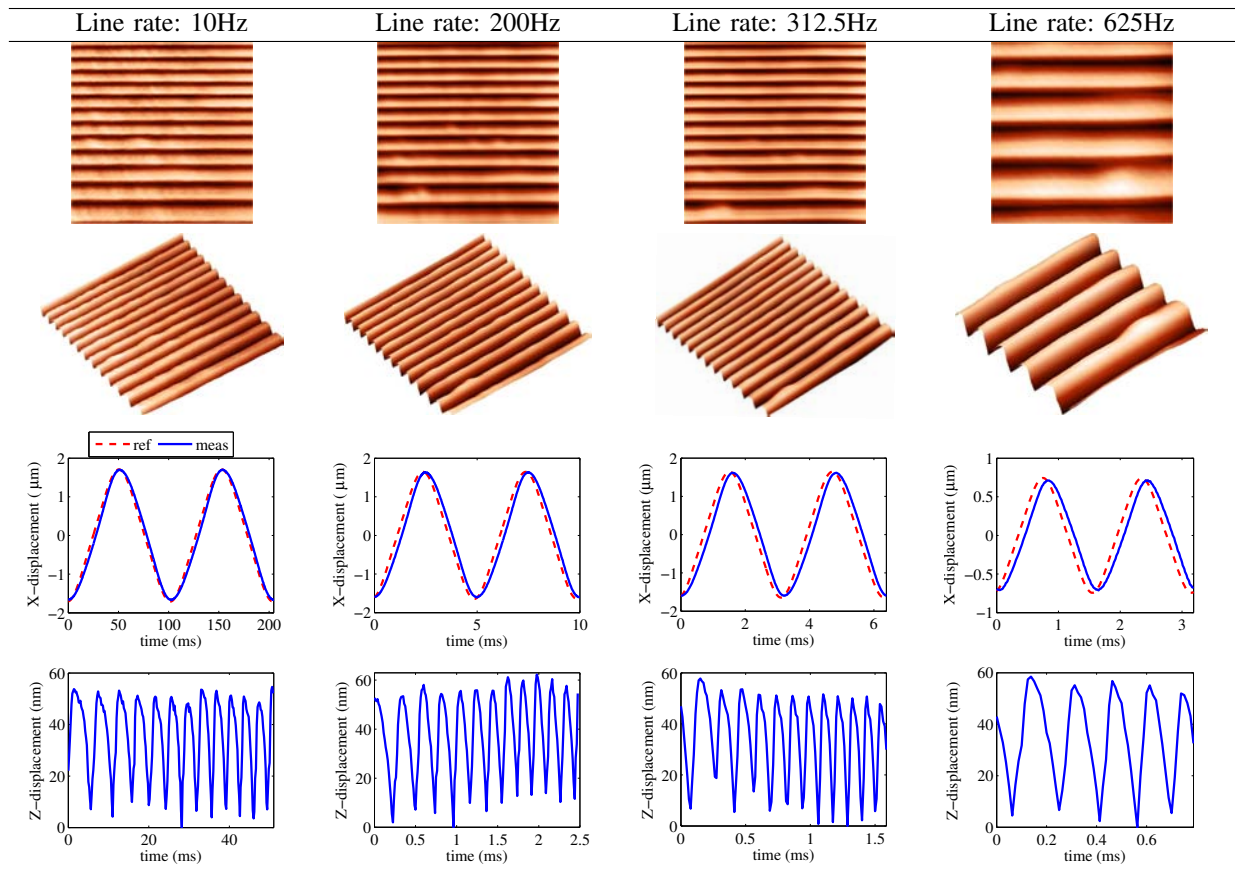 Line rate: 10Hz Line rate: 200Hz Line rate: 312.5Hz Line rate: 625Hz
ref meas
X−displacement ( µm)
2
1
0
−1
−2
0 50 100 150 200
time (ms)
X−displacement ( µm)
2
1
0
−1
−2
0 5 10
time (ms)
X−displacement (µm)
2
1
0
−1
−2
0 2 4 6
time (ms)
X−displacement (µm)
1
0.5
0
−0.5
−1
0 1 2 3
time (ms)
Z−displacement (nm)
60
40
20
0
0 20 40
time (ms)
Z−displacement (nm)
60
40
20
0
0 0.5 1 1.5 2 2.5
time (ms)
Z−displacement (nm)
60
40
20
0
0 0.5 1 1.5
time (ms)
Z−displacement (nm)
60
40
20
0
0 0.2 0.4 0.6
time (ms)